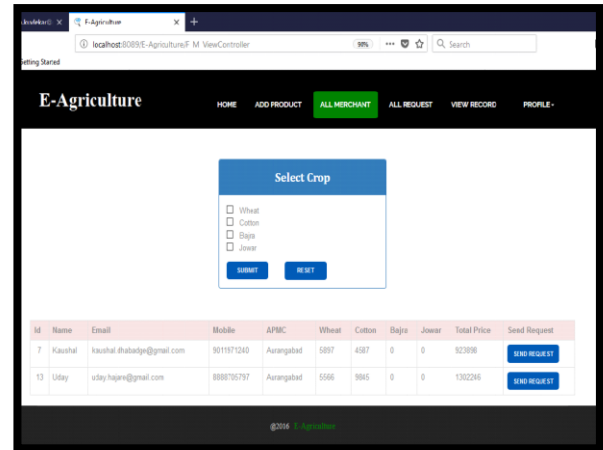 E-Agriculture
localhost:8089/E-Agriculture/F M ViewController 90% Search
Getting Started
E-Agriculture HOME ADD PRODUCT ALL MERCHANT ALL REQUEST VIEW RECORD PROFILE
Select Crop
Wheat
Cotton
Bajra
Jowar
SUBMIT RESET
Id Name Email Mobile APMC Wheat Cotton Bajra Jowar Total Price Send Request
7 Kaushal kaushal.dhabadge@gmail.com 9011971240 Aurangabad 5897 4587 0 0 923898 SEND REQUEST
13 Uday uday.hajare@gmail.com 8888705797 Aurangabad 5566 9845 0 0 1302246 SEND REQUEST
@2016 E-Agriculture